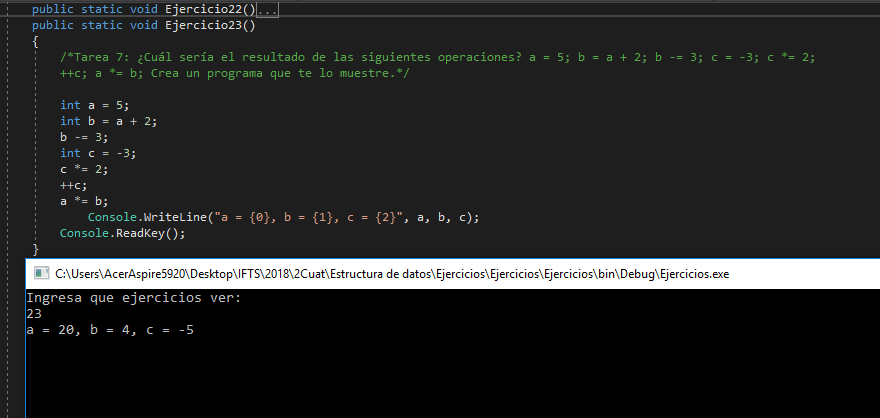 public static void Ejercicio22()...
public static void Ejercicio23()
{
/*Tarea 7: ¿Cuál sería el resultado de las siguientes operaciones? a = 5; b = a + 2; b -= 3; c = -3; c *= 2;
++c; a *= b; Crea un programa que te lo muestre.*/
int a = 5;
int b = a + 2;
b -= 3;
int c = -3;
c *= 2;
++c;
a *= b;
Console.WriteLine("a = {0}, b = {1}, c = {2}", a, b, c);
Console.ReadKey();
}
C:\Users\AcerAspire5920\Desktop\IFTS\2018\2Cuat\Estructura de datos\Ejercicios\Ejercicios\Ejercicios\bin\Debug\Ejercicios.exe
Ingresa que ejercicios ver:
23
a = 20, b = 4, c = -5